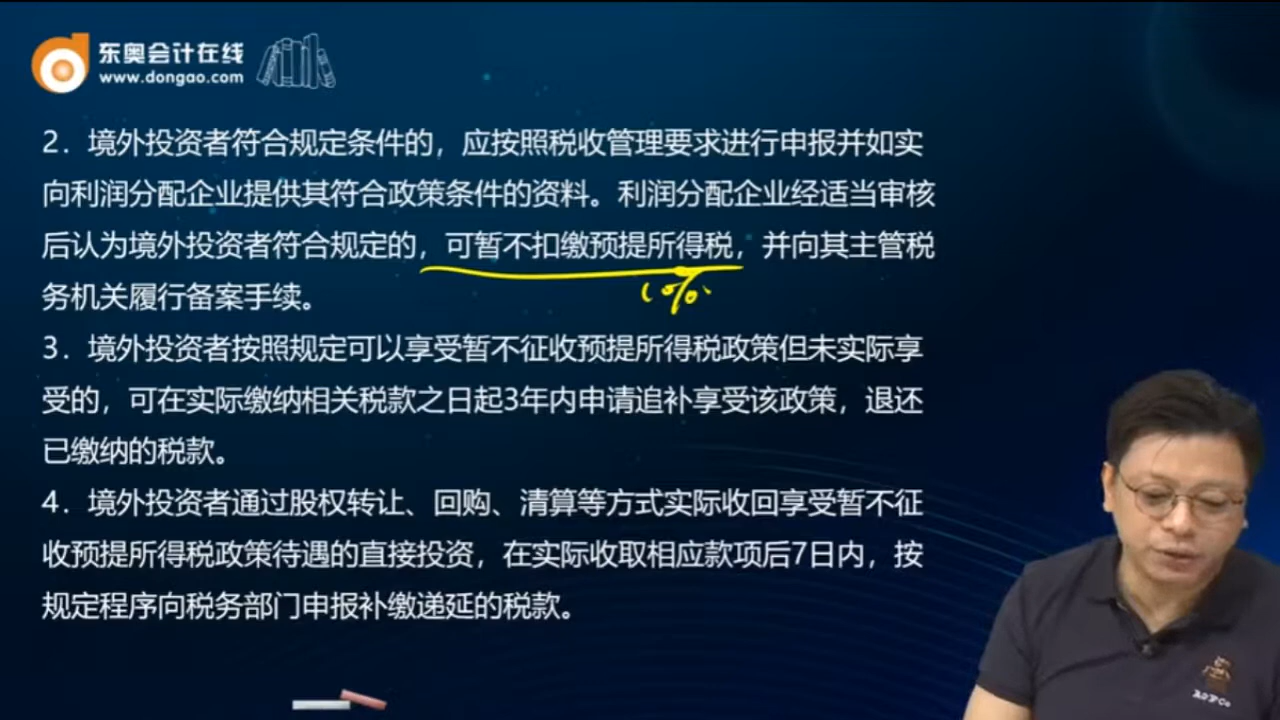 东奥会计在线
www.dongao.com
2．境外投资者符合规定条件的，应按照税收管理要求进行申报并如实
向利润分配企业提供其符合政策条件的资料。利润分配企业经适当审核
后认为境外投资者符合规定的，可暂不扣缴预提所得税，并向其主管税
务机关履行备案手续。
10%
3．境外投资者按照规定可以享受暂不征收预提所得税政策但未实际享
受的，可在实际缴纳相关税款之日起3年内申请追补享受该政策，退还
已缴纳的税款。
4．境外投资者通过股权转让、回购、清算等方式实际收回享受暂不征
收预提所得税政策待遇的直接投资，在实际收取相应款项后7日内，按
规定程序向税务部门申报补缴递延的税款。